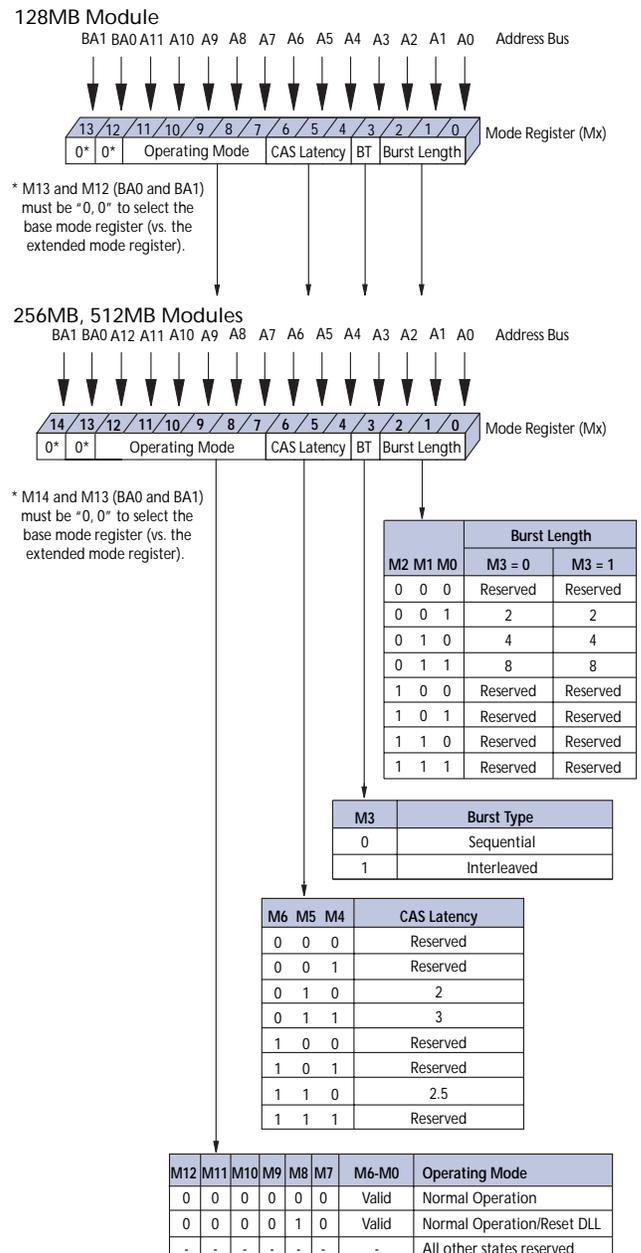 128MB Module
BA1 BA0 A11 A10 A9 A8 A7 A6 A5 A4 A3 A2 A1 A0 Address Bus
13 12 11 10 9 8 7 6 5 4 3 2 1 0 Mode Register (Mx)
0* 0* Operating Mode CAS Latency BT Burst Length
* M13 and M12 (BA0 and BA1)
must be "0, 0" to select the
base mode register (vs. the
extended mode register).
256MB, 512MB Modules
BA1 BA0 A12 A11 A10 A9 A8 A7 A6 A5 A4 A3 A2 A1 A0 Address Bus
14 13 12 11 10 9 8 7 6 5 4 3 2 1 0 Mode Register (Mx)
0* 0* Operating Mode CAS Latency BT Burst Length
* M14 and M13 (BA0 and BA1)
must be "0, 0" to select the
base mode register (vs. the
extended mode register).
Burst Length
M2 M1 M0 M3 = 0 M3 = 1
0 0 0 Reserved Reserved
0 0 1 2 2
0 1 0 4 4
0 1 1 8 8
1 0 0 Reserved Reserved
1 0 1 Reserved Reserved
1 1 0 Reserved Reserved
1 1 1 Reserved Reserved
M3 Burst Type
0 Sequential
1 Interleaved
M6 M5 M4 CAS Latency
0 0 0 Reserved
0 0 1 Reserved
0 1 0 2
0 1 1 3
1 0 0 Reserved
1 0 1 Reserved
1 1 0 2.5
1 1 1 Reserved
M12 M11 M10 M9 M8 M7 M6-M0 Operating Mode
0 0 0 0 0 0 Valid Normal Operation
0 0 0 0 1 0 Valid Normal Operation/Reset DLL
- - - - - - - All other states reserved